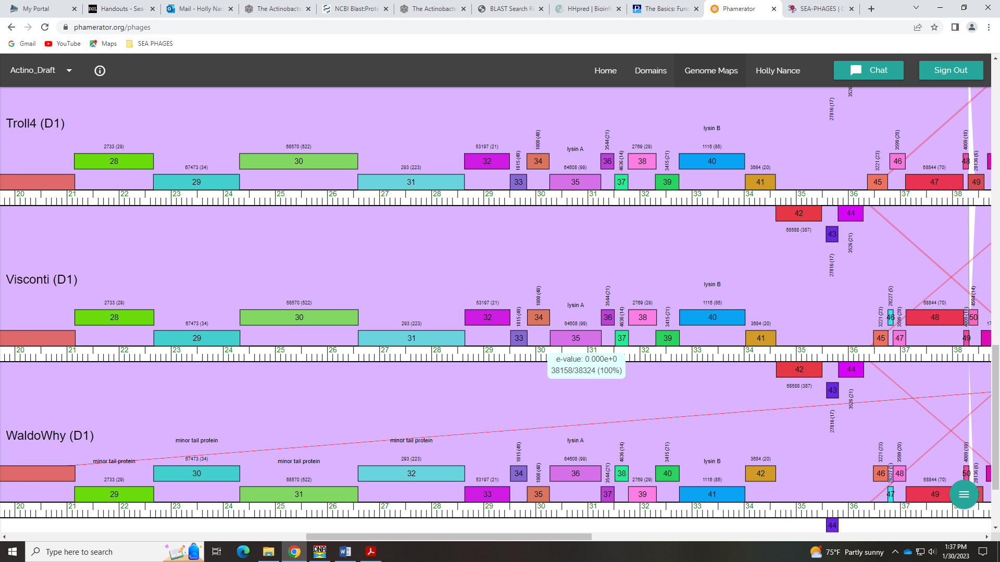 My Portal
D2L Handouts - Sea-
Mail - Holly Nan
The Actinobacte
NCBI Blast:Prote
The Actinobacte
BLAST Search R
HHpred | Bioinf
The Basics: Func
Phamerator
SEA-PHAGES | C
phamerator.org/phages
Gmail YouTube Maps SEA PHAGES
Actino_Draft Home Domains Genome Maps Holly Nance Chat Sign Out
3526
27816 (17)
Troll4 (D1)
lysin B
2733 (29) 68570 (522) 53197 (21) 1808 (48) lysin A 3544 (21) 2769 (29) 1116 (85) 3599 (20) 4009 (18)
28 30 32 34 36 38 40 46 48
67473 (34) 293 (223) 1815 (49) 64608 (99) 4636 (14) 3415 (21) 3684 (20) 3221 (23) 68844 (70) 28136 (6)
29 31 33 35 37 39 41 45 47 49
20 21 22 23 24 25 26 27 28 29 30 31 32 33 34 35 36 37 38
42 44
68588 (387) 43 3526 (21)
27816 (17)
Visconti (D1)
lysin B
2733 (29) 68570 (522) 53197 (21) 1808 (48) lysin A 3544 (21) 2769 (29) 1116 (85) 28227 (5) 68844 (70) 4594 (14)
28 30 32 34 36 38 40 46 48 50
67473 (34) 293 (223) 1815 (49) 64608 (99) 4636 (14) 3415 (21) 3684 (20) 3221 (23) 3599 (20) 4009 (18) 17
29 31 33 35 37 39 41 45 47 49
20 21 22 23 24 25 26 27 28 29 30 31 32 33 34 35 36 37 38
e-value: 0.000e+0
38158/38324 (100%)
42 44
68588 (387) 43 3526 (21)
27816 (17)
WaldoWhy (D1)
minor tail protein minor tail protein lysin A
minor tail protein 67473 (34) minor tail protein 293 (223) 1815 (49) 64608 (99) 4636 (14) 3415 (21) lysin B 3684 (20) 3221 (23) 3599 (20) 4009 (18)
30 32 34 36 38 40 42 46 48 50
2733 (29) 68570 (522) 53197 (21) 1808 (48) 3544 (21) 2769 (29) 1116 (85) 28227 (5) 68844 (70) 28136 (6)
29 31 33 35 37 39 41 47 49
20 21 22 23 24 25 26 27 28 29 30 31 32 33 34 35 36 37
44
Type here to search
DNA
75°F Partly sunny
1:37 PM
1/30/2023